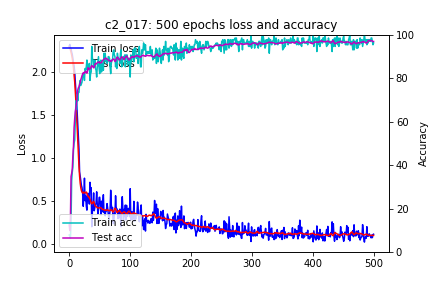 c2_017: 500 epochs loss and accuracy
Train loss
Test loss
Train acc
Test acc
Loss
Accuracy
2.0
1.5
1.0
0.5
0.0
100
80
60
40
20
0
0
100
200
300
400
500